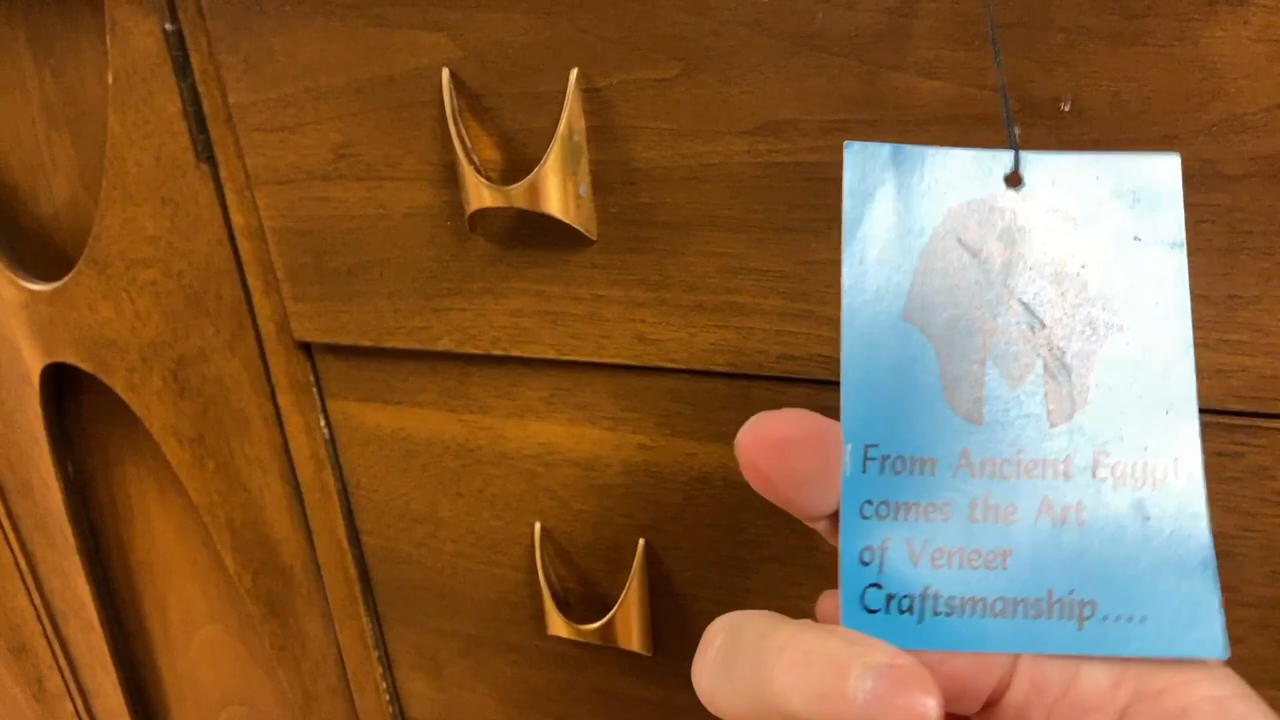 From Ancient Egypt
comes the Art
of Veneer
Craftsmanship....